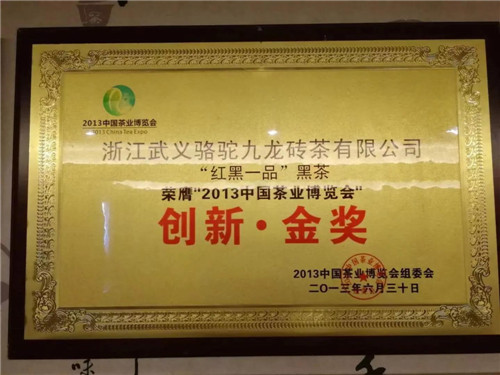 2013中国茶业博览会
2013 China Tea Expo
浙江武义骆驼九龙砖茶有限公司
“红黑一品”黑茶
荣膺“2013中国茶业博览会“
创新·金奖
2013中国茶业博览会组委会
二〇一三年六月三十日
味